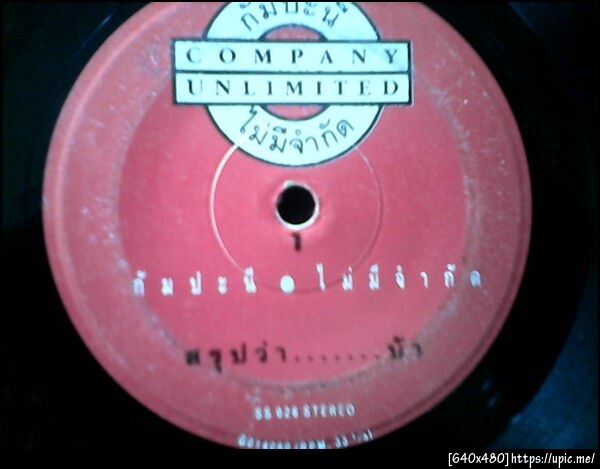 กัมปะนี
COMPANY
UNLIMITED
ไม่มีจำกัด
1
กัมปะนี ● ไม่มีจำกัด
สรุปว่า.......บ้า
SS 028 STEREO
[640x480]https://upic.me/